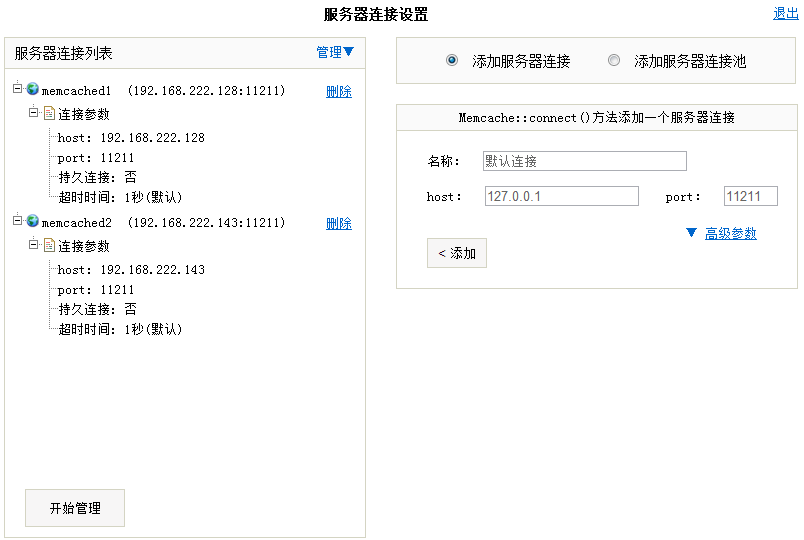 服务器连接设置
退出
服务器连接列表 管理▼
memcached1 (192.168.222.128:11211) 删除
连接参数
host: 192.168.222.128
port: 11211
持久连接: 否
超时时间: 1秒(默认)
memcached2 (192.168.222.143:11211) 删除
连接参数
host: 192.168.222.143
port: 11211
持久连接: 否
超时时间: 1秒(默认)
开始管理
添加服务器连接 添加服务器连接池
Memcache::connect()方法添加一个服务器连接
名称: 默认连接
host: 127.0.0.1 port: 11211
▼ 高级参数
< 添加